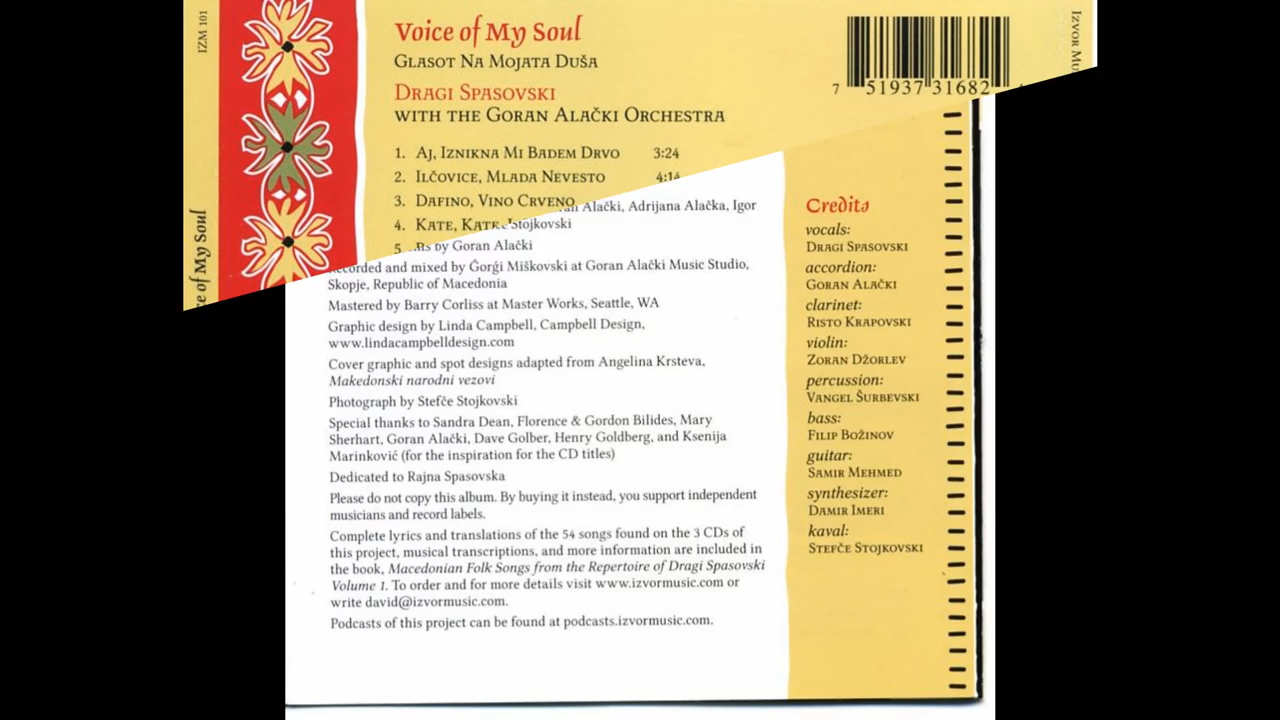 IZM 101
Voice of My Soul
Glasot Na Mojata Duša
Dragi Spasovski
with the Goran Alački Orchestra
1. Aj, Iznikna Mi Badem Drvo 3:24
2. Ilčovice, Mlada Nevesto 4:14
3. Dafino, Vino Crveno
4. Kate, Kate
5
7 51937 31682
Izvor Mu
ce of My Soul
Alački, Adrijana Alačka, Igor
Stojkovski
by Goran Alački
Recorded and mixed by Ǵorǵi Miškovski at Goran Alački Music Studio,
Skopje, Republic of Macedonia
Mastered by Barry Corliss at Master Works, Seattle, WA
Graphic design by Linda Campbell, Campbell Design,
www.lindacampbelldesign.com
Cover graphic and spot designs adapted from Angelina Krsteva,
Makedonski narodni vezovi
Photograph by Stefče Stojkovski
Special thanks to Sandra Dean, Florence & Gordon Bilides, Mary
Sherhart, Goran Alački, Dave Golber, Henry Goldberg, and Ksenija
Marinković (for the inspiration for the CD titles)
Dedicated to Rajna Spasovska
Please do not copy this album. By buying it instead, you support independent
musicians and record labels.
Complete lyrics and translations of the 54 songs found on the 3 CDs of
this project, musical transcriptions, and more information are included in
the book, Macedonian Folk Songs from the Repertoire of Dragi Spasovski
Volume 1. To order and for more details visit www.izvormusic.com or
write david@izvormusic.com.
Podcasts of this project can be found at podcasts.izvormusic.com.
Credits
vocals:
Dragi Spasovski
accordion:
Goran Alački
clarinet:
Risto Krapovski
violin:
Zoran Džorlev
percussion:
Vangel Šurbevski
bass:
Filip Božinov
guitar:
Samir Mehmed
synthesizer:
Damir Imeri
kaval:
Stefče Stojkovski